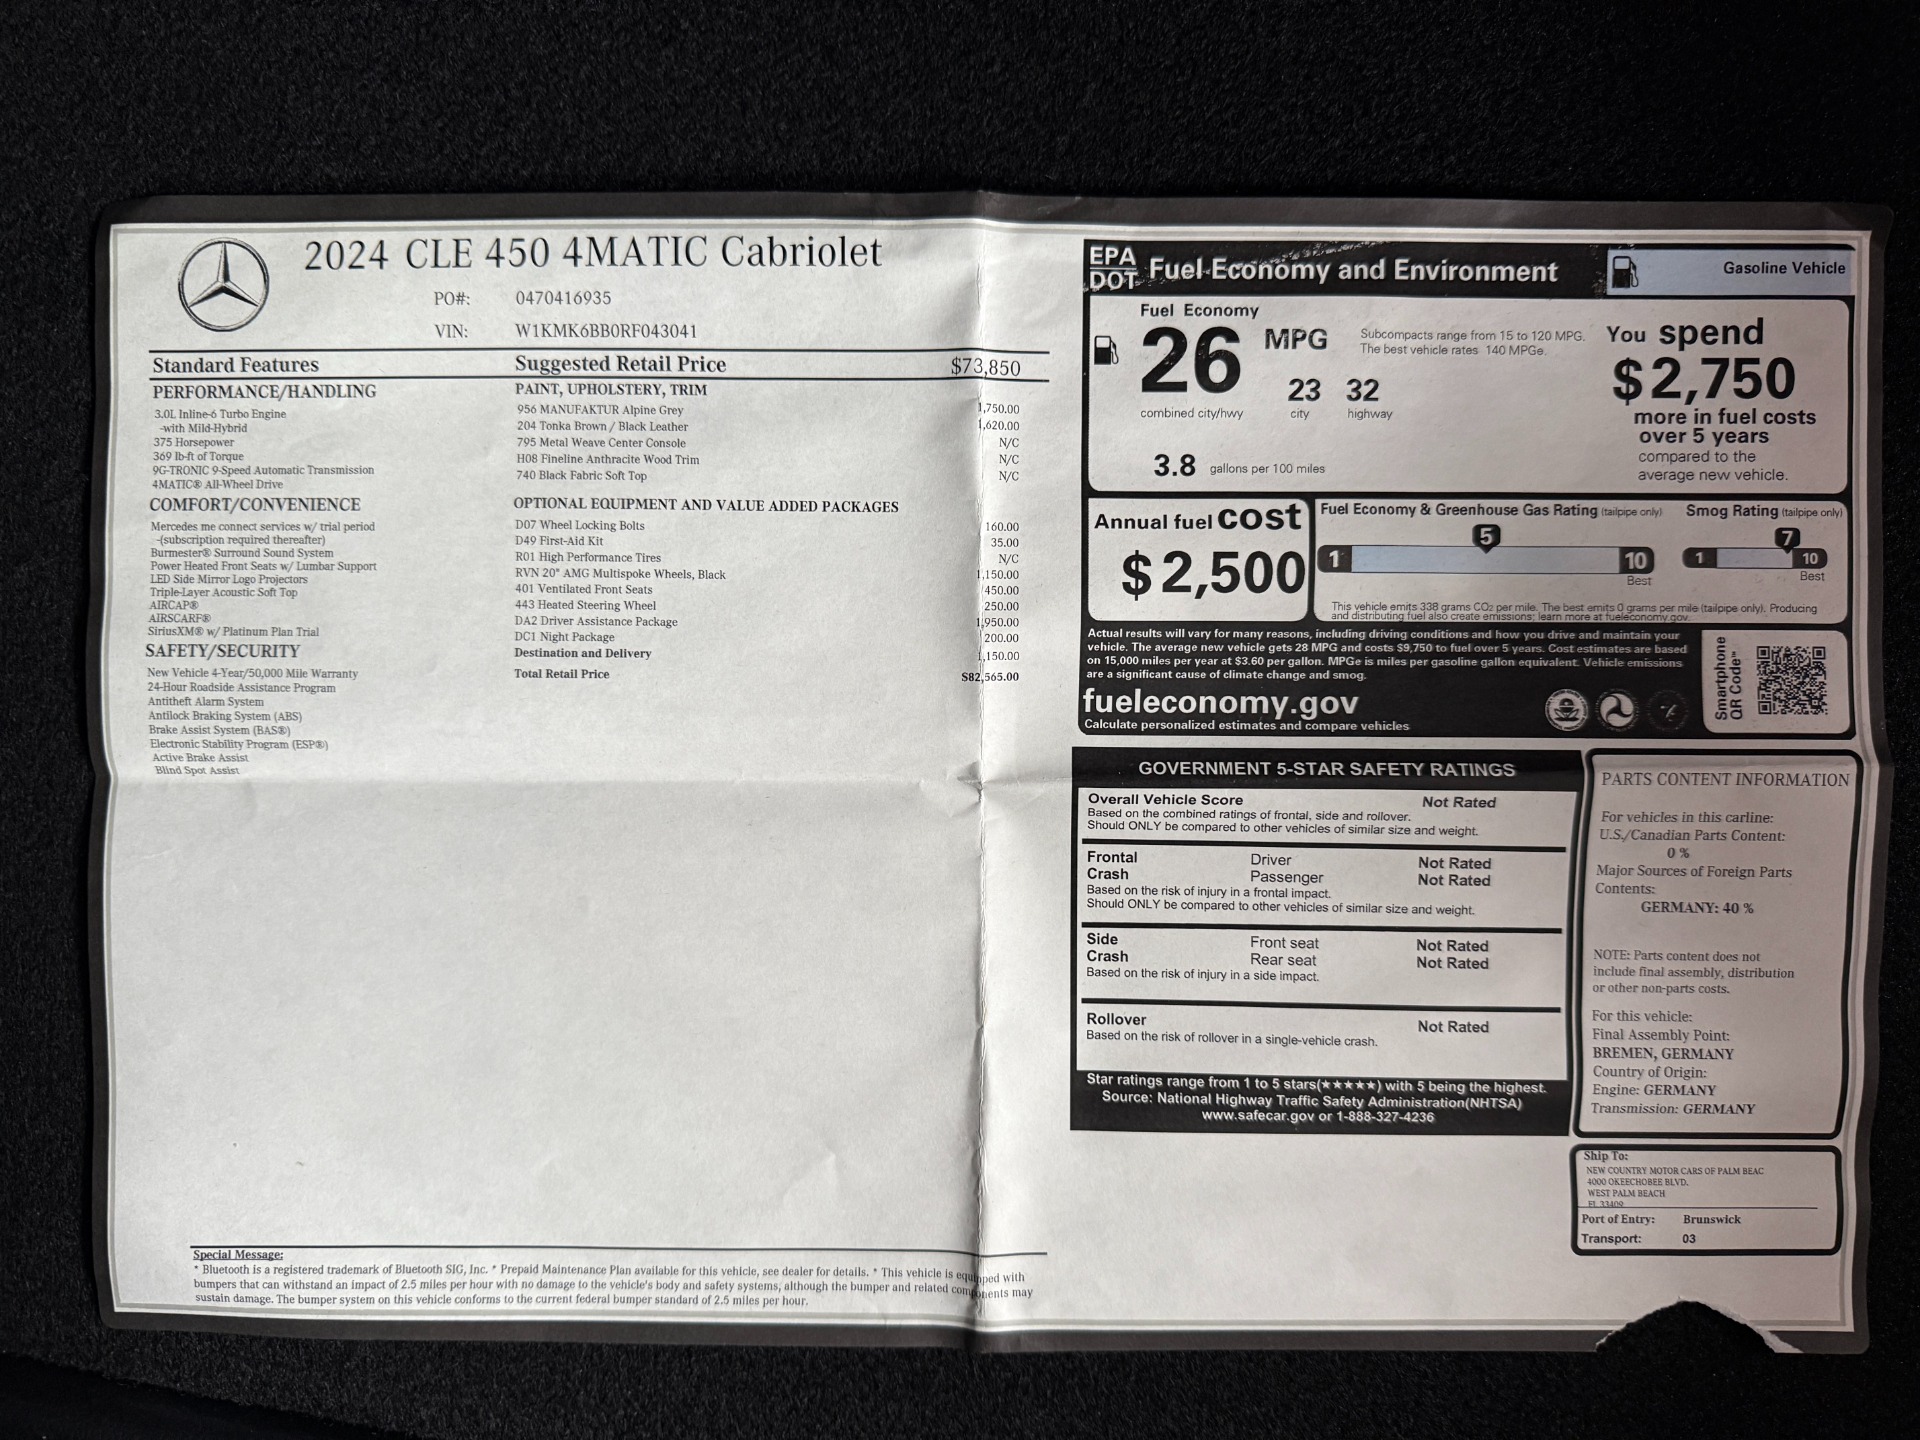 2024 CLE 450 4MATIC Cabriolet
PO#: 0470416935
VIN: W1KMK6BB0RF043041
Standard Features
PERFORMANCE/HANDLING
3.0L Inline-6 Turbo Engine
-with Mild-Hybrid
375 Horsepower
369 lb-ft of Torque
9G-TRONIC 9-Speed Automatic Transmission
4MATIC® All-Wheel Drive
COMFORT/CONVENIENCE
Mercedes me connect services w/ trial period
-(subscription required thereafter)
Burmester® Surround Sound System
Power Heated Front Seats w/ Lumbar Support
LED Side Mirror Logo Projectors
Triple-Layer Acoustic Soft Top
AIRCAP®
AIRSCARF®
SiriusXM® w/ Platinum Plan Trial
SAFETY/SECURITY
New Vehicle 4-Year/50,000 Mile Warranty
24-Hour Roadside Assistance Program
Antitheft Alarm System
Antilock Braking System (ABS)
Brake Assist System (BAS®)
Electronic Stability Program (ESP®)
Active Brake Assist
Blind Spot Assist
Suggested Retail Price $73,850
PAINT, UPHOLSTERY, TRIM
956 MANUFAKTUR Alpine Grey 1,750.00
204 Tonka Brown / Black Leather 1,620.00
795 Metal Weave Center Console N/C
H08 Fineline Anthracite Wood Trim N/C
740 Black Fabric Soft Top N/C
OPTIONAL EQUIPMENT AND VALUE ADDED PACKAGES
D07 Wheel Locking Bolts 160.00
D49 First-Aid Kit 35.00
R01 High Performance Tires N/C
RVN 20" AMG Multispoke Wheels, Black 1,150.00
401 Ventilated Front Seats 450.00
443 Heated Steering Wheel 250.00
DA2 Driver Assistance Package 1,950.00
DC1 Night Package 200.00
Destination and Delivery 1,150.00
Total Retail Price $82,565.00
Special Message:
* Bluetooth is a registered trademark of Bluetooth SIG, Inc. * Prepaid Maintenance Plan available for this vehicle, see dealer for details. * This vehicle is equipped with
bumpers that can withstand an impact of 2.5 miles per hour with no damage to the vehicle's body and safety systems, although the bumper and related components may
sustain damage. The bumper system on this vehicle conforms to the current federal bumper standard of 2.5 miles per hour.
EPA
DOT
Fuel Economy and Environment
Gasoline Vehicle
Fuel Economy
26 MPG
combined city/hwy
23 city
32 highway
Subcompacts range from 15 to 120 MPG.
The best vehicle rates 140 MPGe.
3.8 gallons per 100 miles
You spend
$2,750
more in fuel costs
over 5 years
compared to the
average new vehicle.
Annual fuel cost
$2,500
Fuel Economy & Greenhouse Gas Rating (tailpipe only)
1 5 10
Best
Smog Rating (tailpipe only)
1 7 10
Best
This vehicle emits 338 grams CO₂ per mile. The best emits 0 grams per mile (tailpipe only). Producing
and distributing fuel also create emissions; learn more at fueleconomy.gov.
Actual results will vary for many reasons, including driving conditions and how you drive and maintain your
vehicle. The average new vehicle gets 28 MPG and costs $9,750 to fuel over 5 years. Cost estimates are based
on 15,000 miles per year at $3.60 per gallon. MPGe is miles per gasoline gallon equivalent. Vehicle emissions
are a significant cause of climate change and smog.
fueleconomy.gov
Calculate personalized estimates and compare vehicles
Smartphone
QR Code™
GOVERNMENT 5-STAR SAFETY RATINGS
Overall Vehicle Score Not Rated
Based on the combined ratings of frontal, side and rollover.
Should ONLY be compared to other vehicles of similar size and weight.
Frontal Driver Not Rated
Crash Passenger Not Rated
Based on the risk of injury in a frontal impact.
Should ONLY be compared to other vehicles of similar size and weight.
Side Front seat Not Rated
Crash Rear seat Not Rated
Based on the risk of injury in a side impact.
Rollover Not Rated
Based on the risk of rollover in a single-vehicle crash.
Star ratings range from 1 to 5 stars(★★★★★) with 5 being the highest.
Source: National Highway Traffic Safety Administration(NHTSA)
www.safecar.gov or 1-888-327-4236
PARTS CONTENT INFORMATION
For vehicles in this carline:
U.S./Canadian Parts Content:
0 %
Major Sources of Foreign Parts
Contents:
GERMANY: 40 %
NOTE: Parts content does not
include final assembly, distribution
or other non-parts costs.
For this vehicle:
Final Assembly Point:
BREMEN, GERMANY
Country of Origin:
Engine: GERMANY
Transmission: GERMANY
Ship To:
NEW COUNTRY MOTOR CARS OF PALM BEAC
4000 OKEECHOBEE BLVD.
WEST PALM BEACH
FL 33409
Port of Entry: Brunswick
Transport: 03